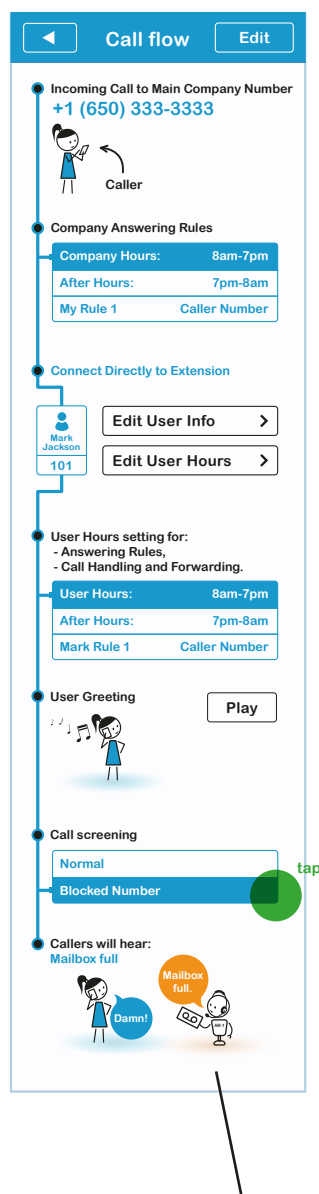 Call flow
Edit
Incoming Call to Main Company Number
+1 (650) 333-3333
Caller
Company Answering Rules
Company Hours: 8am-7pm
After Hours: 7pm-8am
My Rule 1 Caller Number
Connect Directly to Extension
Mark
Jackson
101
Edit User Info
Edit User Hours
User Hours setting for:
- Answering Rules,
- Call Handling and Forwarding.
User Hours: 8am-7pm
After Hours: 7pm-8am
Mark Rule 1 Caller Number
User Greeting
Play
Call screening
Normal
tap
Blocked Number
Callers will hear:
Mailbox full
Mailbox
full.
Damn!
AR-1